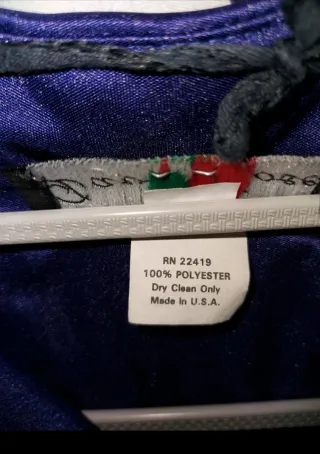 RN 22419
100% POLYESTER
Dry Clean Only
Made In U.S.A.